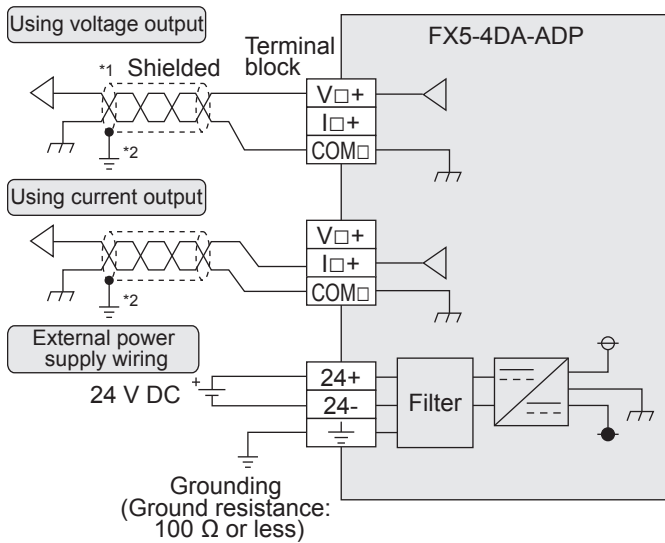 Using voltage output
FX5-4DA-ADP
*1 Shielded
Terminal
block
V□+
I□+
COM□
*2
Using current output
V□+
I□+
COM□
*2
External power
supply wiring
24 V DC
+
24+
24-
Filter
Grounding
(Ground resistance:
100 Ω or less)